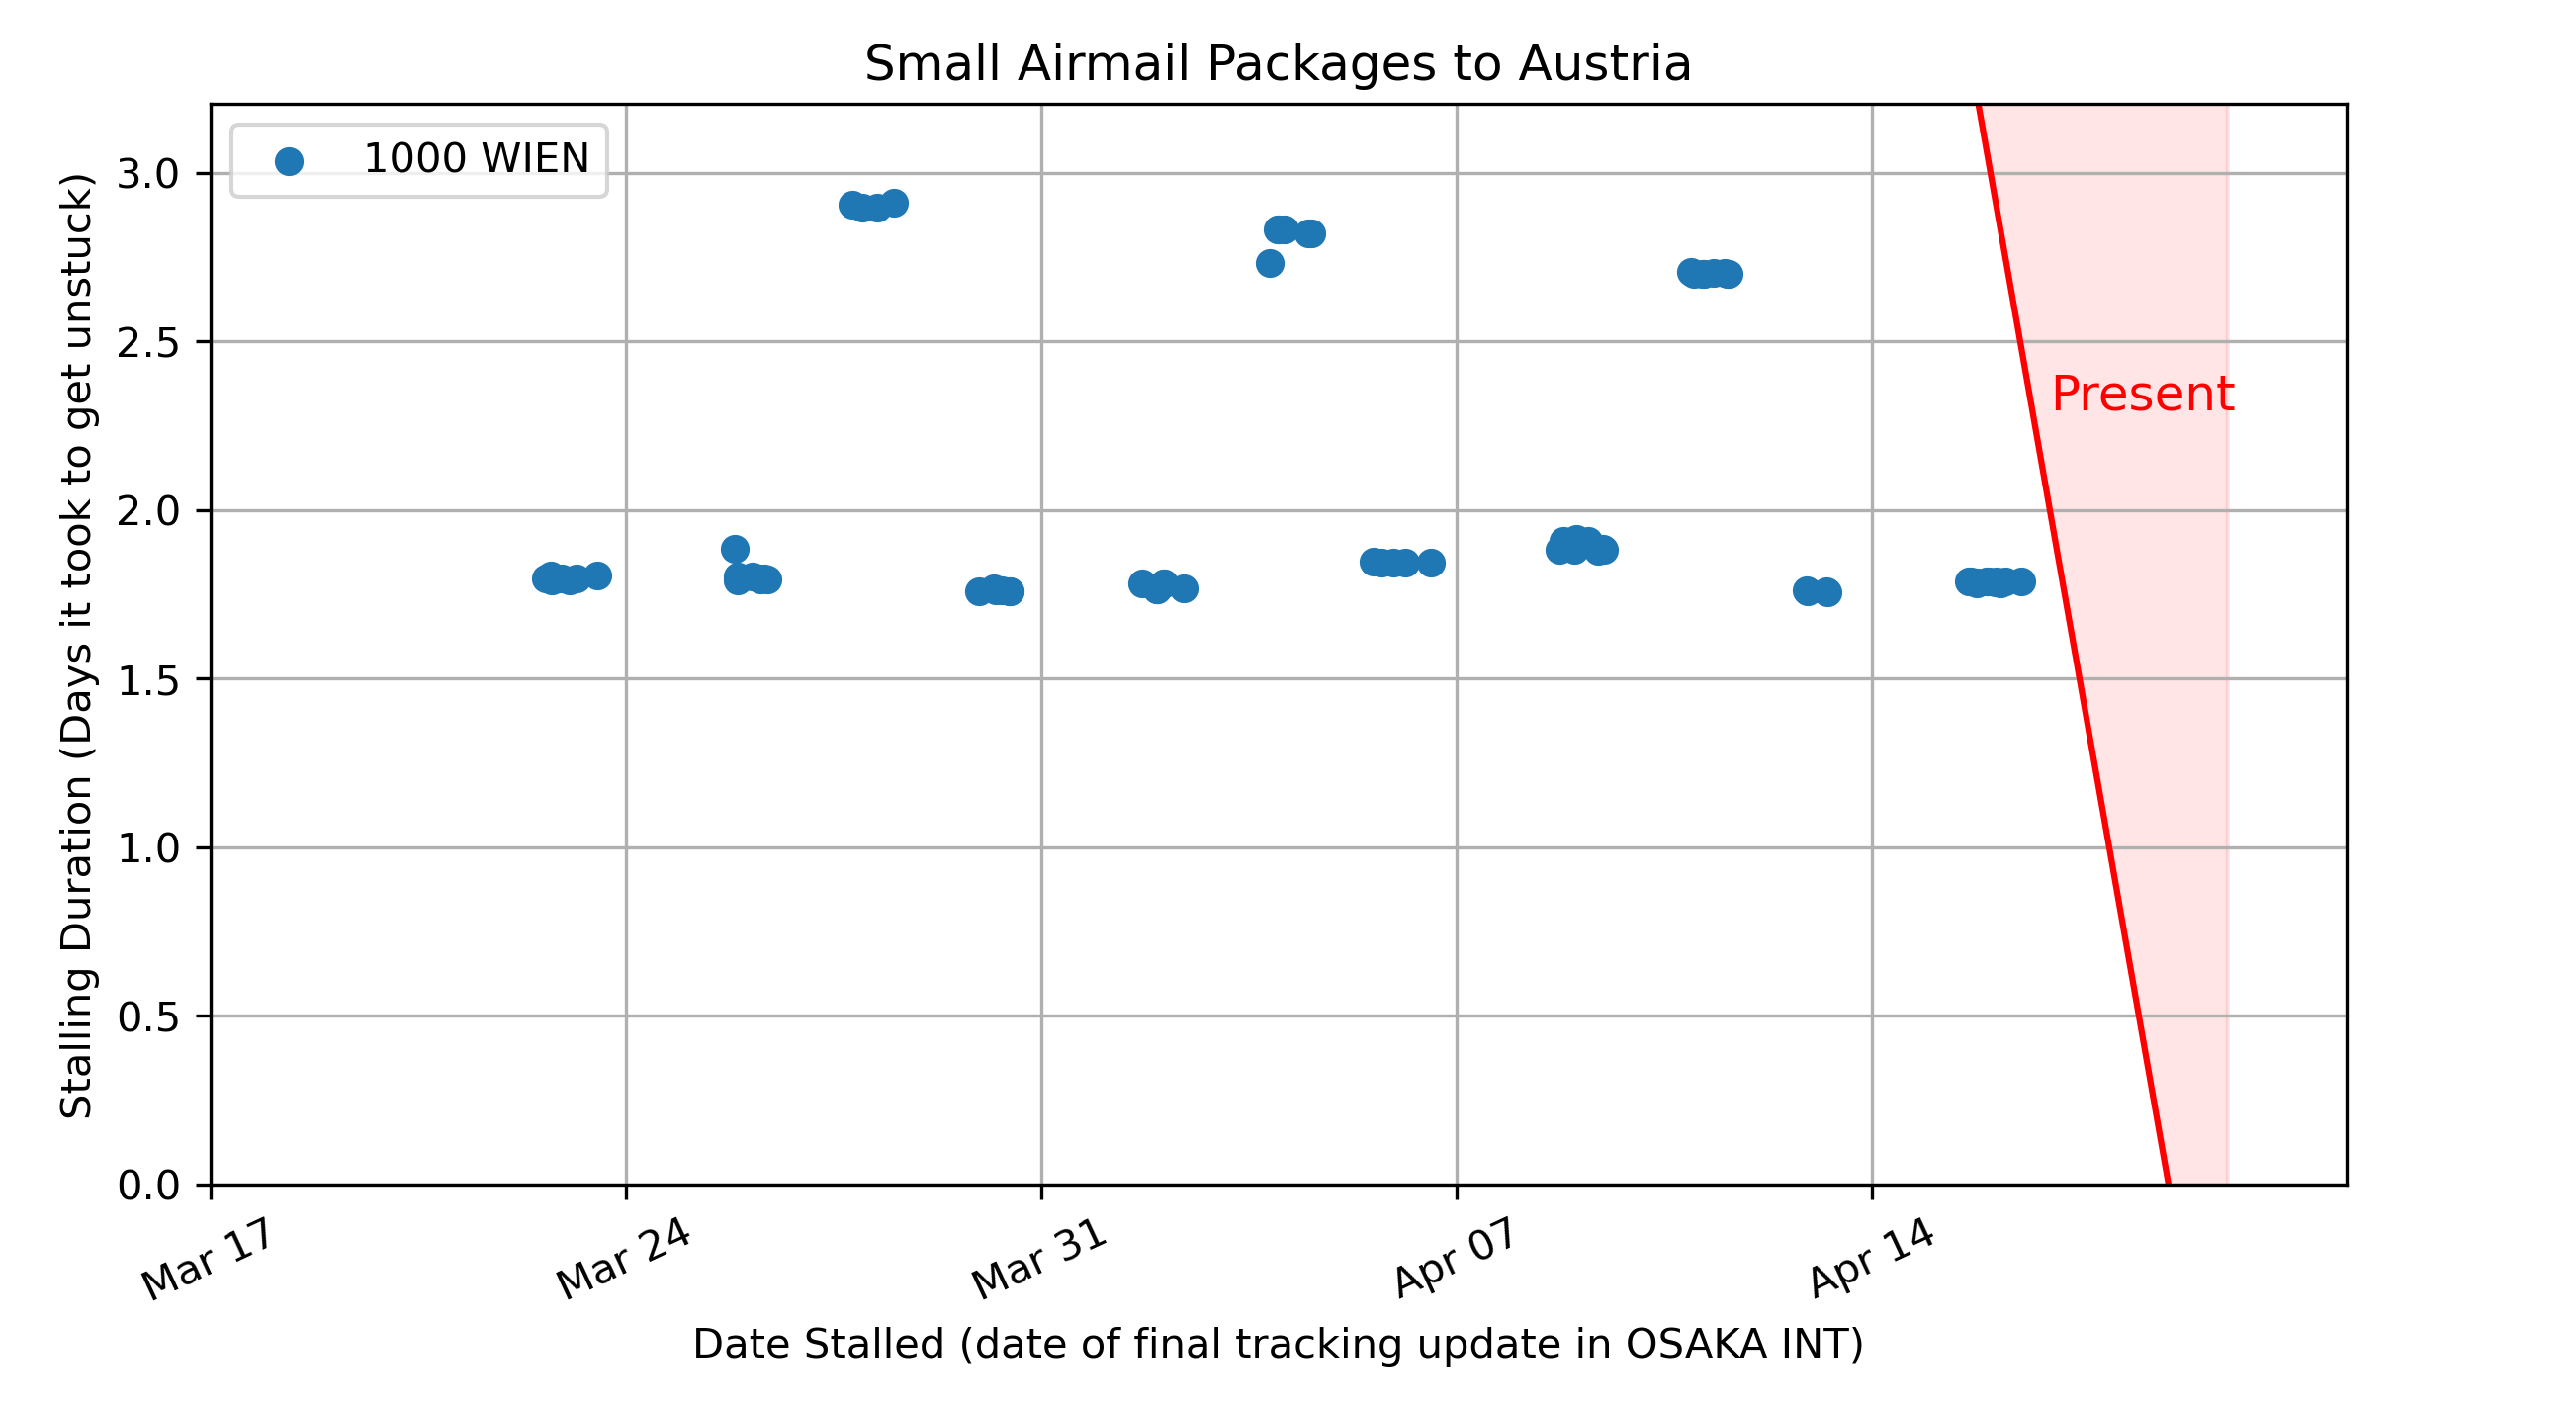 Small Airmail Packages to Austria
1000 WIEN
Stalling Duration (Days it took to get unstuck)
3.0
2.5
2.0
1.5
1.0
0.5
0.0
Present
Mar 17
Mar 24
Mar 31
Apr 07
Apr 14
Date Stalled (date of final tracking update in OSAKA INT)